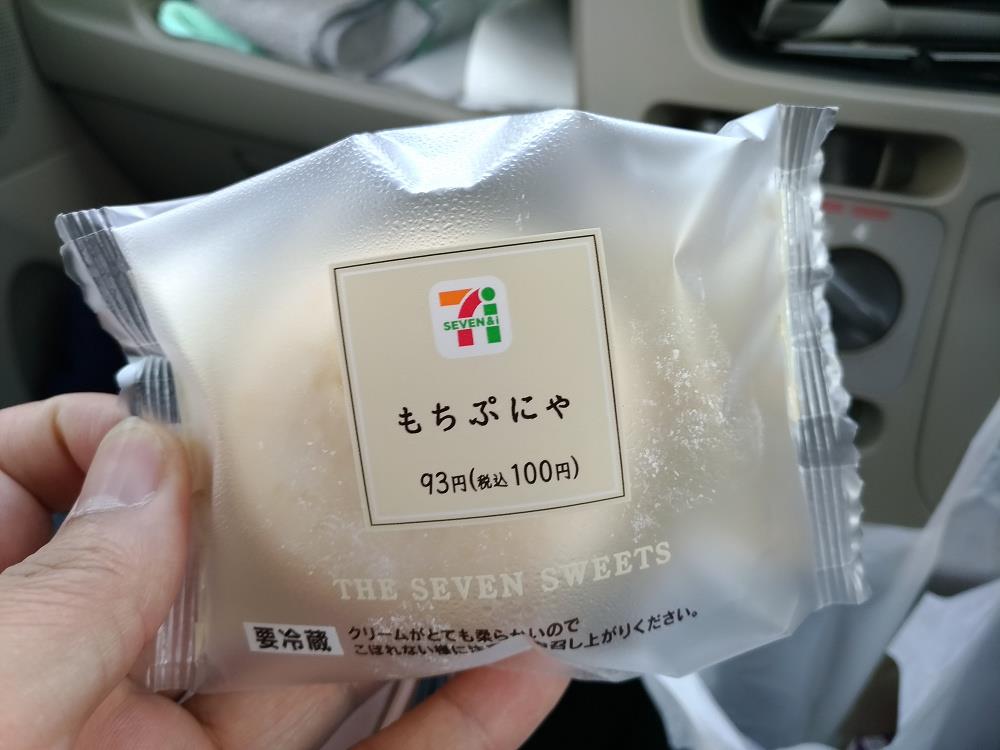 7i
SEVEN&i
もちぷにゃ
93円(税込100円)
THE SEVEN SWEETS
要冷蔵
クリームがとても柔らかいので
こぼれない様に 召し上がりください。